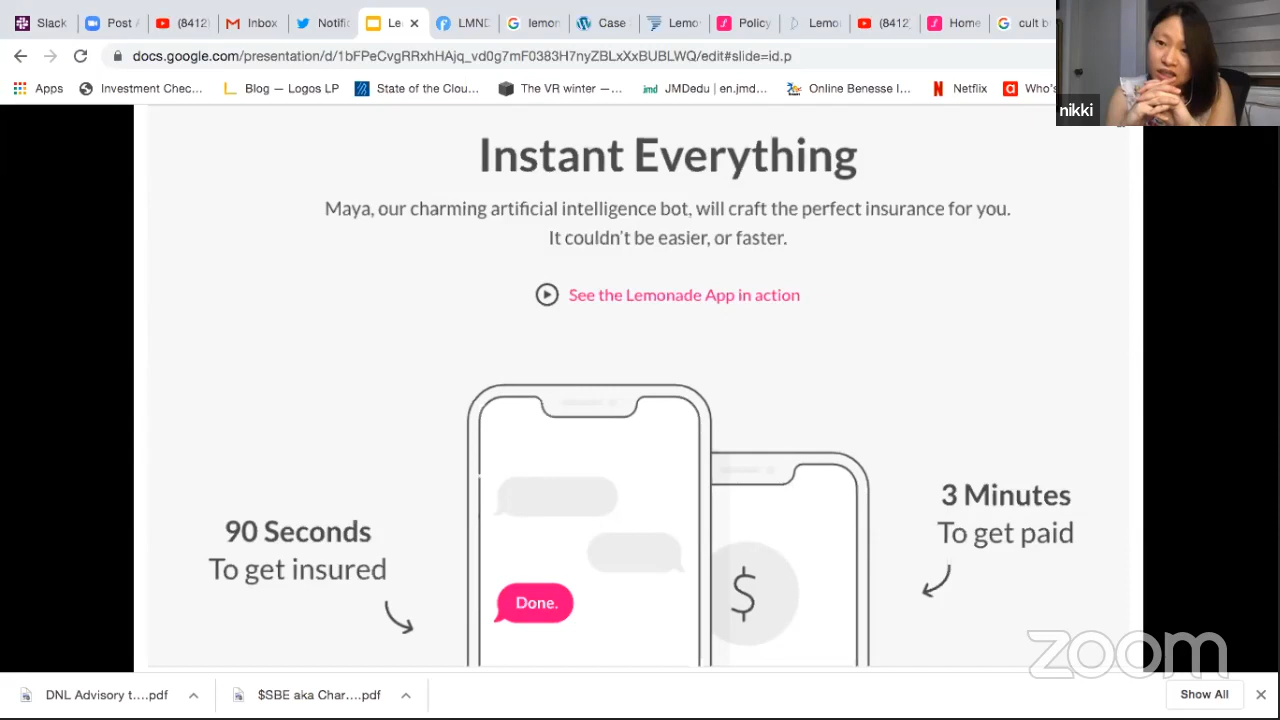 Slack
Post A
(8412)
Inbox
Notific
Le
LMND
lemon
Case
Lemo
Policy
Lemo
(8412)
Home
cult b
docs.google.com/presentation/d/1bFPeCvgRRxhHAjq_vd0g7mF0383H7nyZBLxXxBUBLWQ/edit#slide=id.p
Apps
Investment Chec...
Blog — Logos LP
State of the Clou...
The VR winter —...
JMDedu | en.jmd...
Online Benesse I...
Netflix
Who's
nikki
Instant Everything
Maya, our charming artificial intelligence bot, will craft the perfect insurance for you.
It couldn't be easier, or faster.
See the Lemonade App in action
90 Seconds
To get insured
Done.
$
3 Minutes
To get paid
zoom
DNL Advisory t....pdf
$SBE aka Char....pdf
Show All